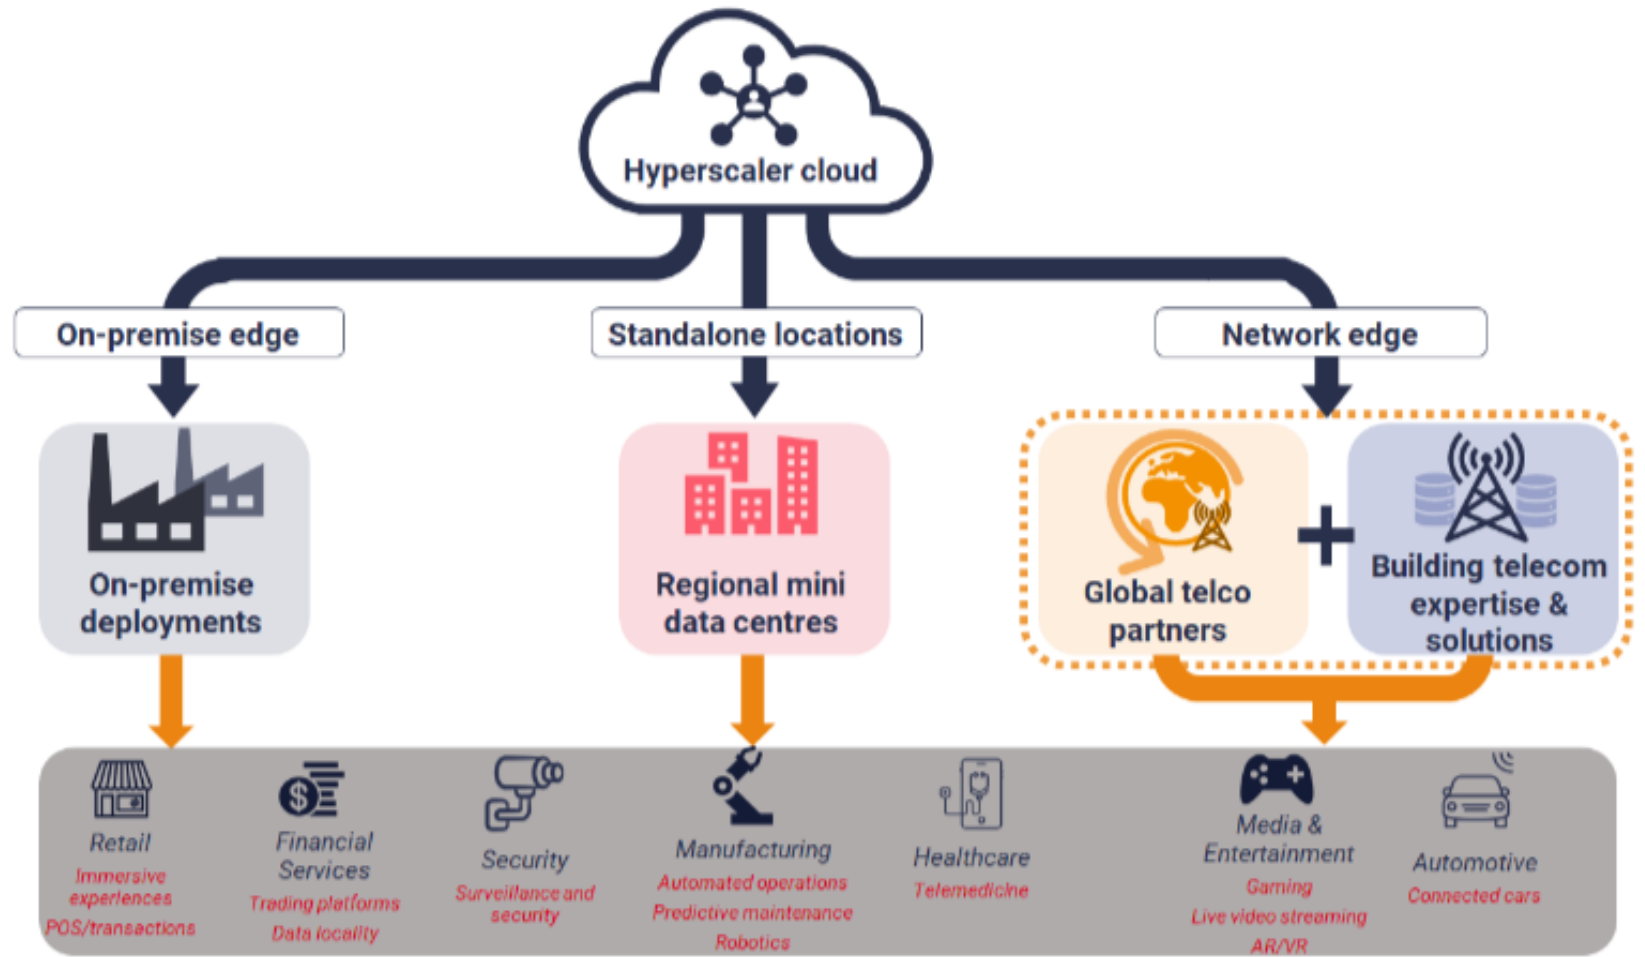 Hyperscaler cloud
On-premise edge
Standalone locations
Network edge
On-premise
deployments
Regional mini
data centres
Global telco
partners
+
Building telecom
expertise &
solutions
Retail
Immersive
experiences
POS/transactions
$
Financial
Services
Trading platforms
Data locality
Security
Surveillance and
security
Manufacturing
Automated operations
Predictive maintenance
Robotics
Healthcare
Telemedicine
Media &
Entertainment
Gaming
Live video streaming
AR/VR
Automotive
Connected cars